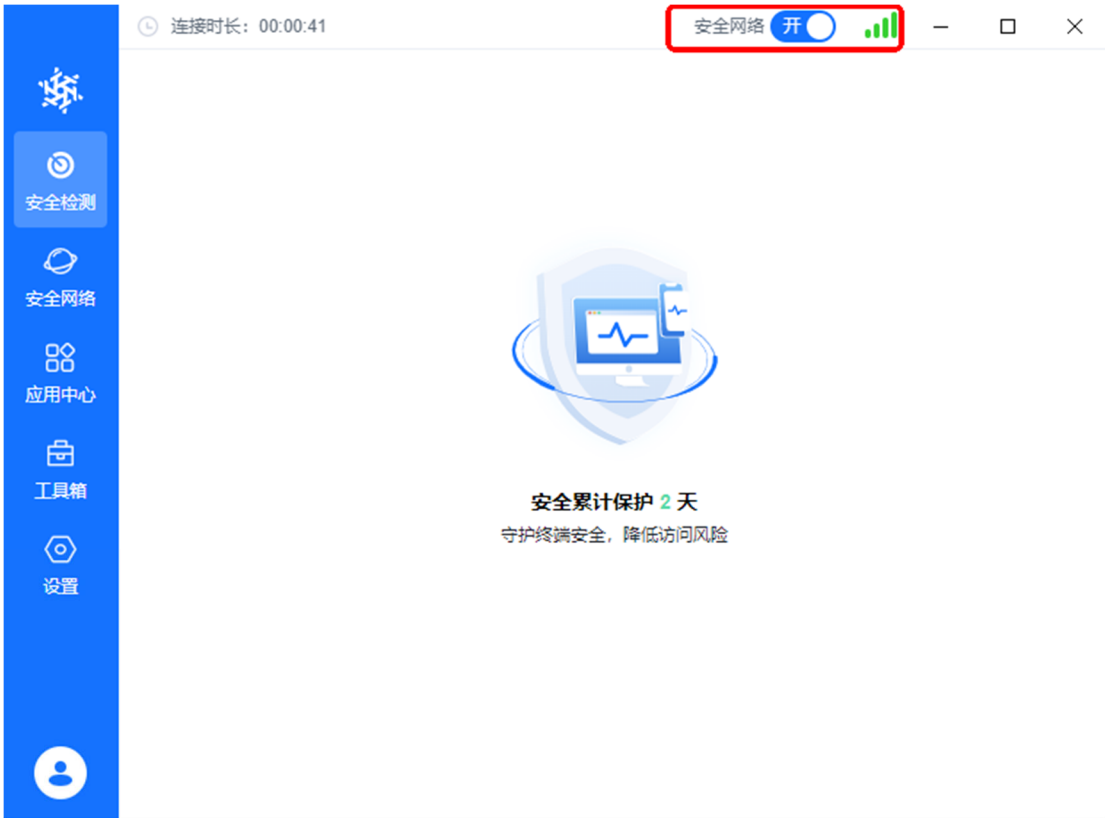 连接时长：00:00:41
安全网络 开
安全检测
安全网络
应用中心
工具箱
设置
安全累计保护 2 天
守护终端安全，降低访问风险